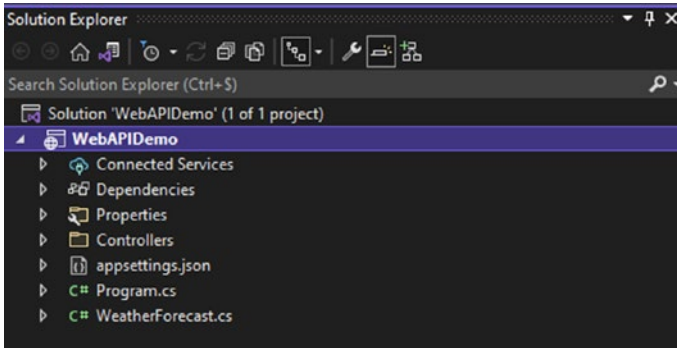 Solution Explorer
Search Solution Explorer (Ctrl+$)
Solution 'WebAPIDemo' (1 of 1 project)
WebAPIDemo
Connected Services
Dependencies
Properties
Controllers
appsettings.json
C# Program.cs
C# WeatherForecast.cs